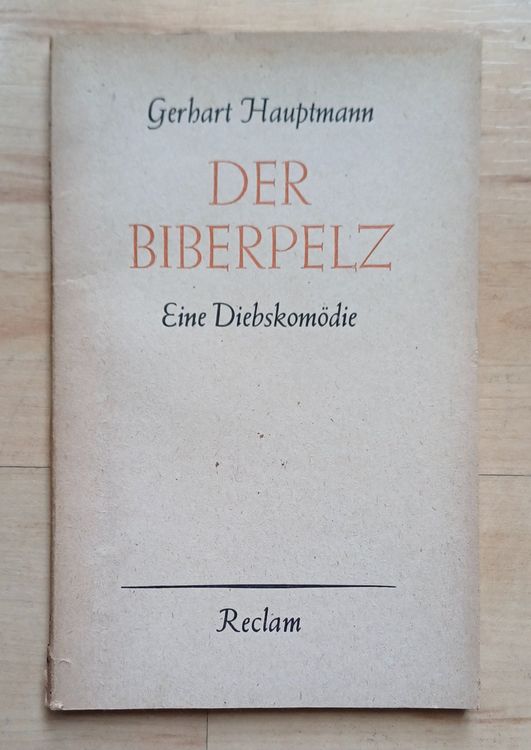 Gerhart Hauptmann
DER
BIBERPELZ
Eine Diebskomödie
Reclam